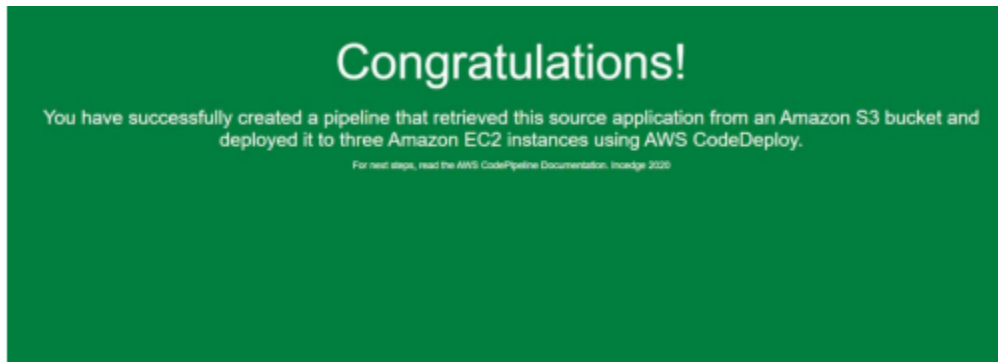 Congratulations!
You have successfully created a pipeline that retrieved this source application from an Amazon S3 bucket and
deployed it to three Amazon EC2 instances using AWS CodeDeploy.
For next steps, read the AWS CodePipeline Documentation. Incedge 2020